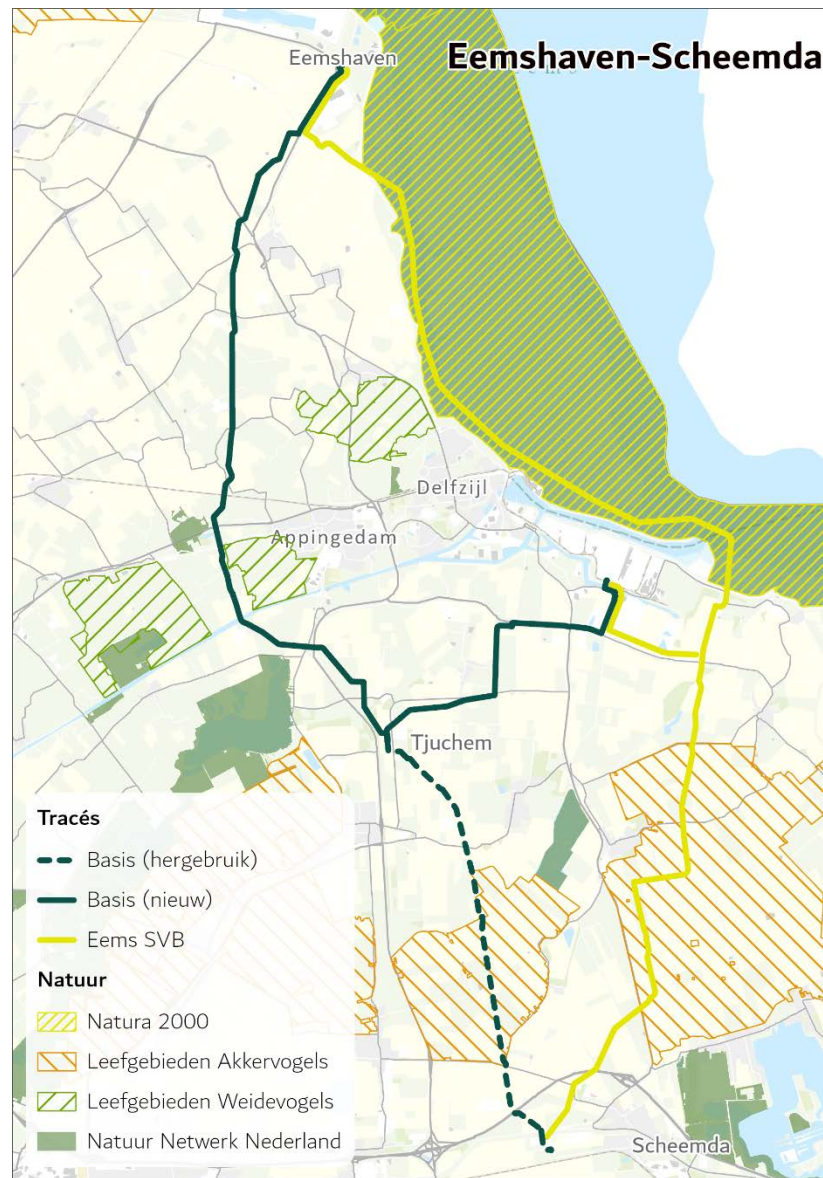 Eemshaven-Scheemda
Eemshaven
Delfzijl
Appingedam
Tjuchem
Scheemda
Tracés
Basis (hergebruik)
Basis (nieuw)
Eems SVB
Natuur
Natura 2000
Leefgebieden Akkervogels
Leefgebieden Weidevogels
Natuur Netwerk Nederland